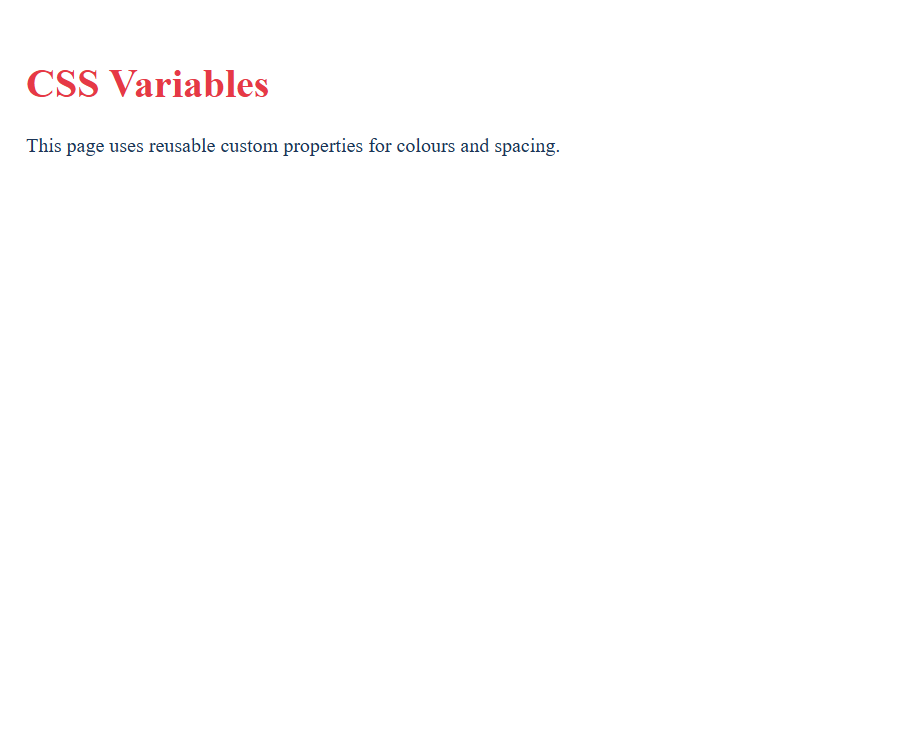 CSS Variables
This page uses reusable custom properties for colours and spacing.